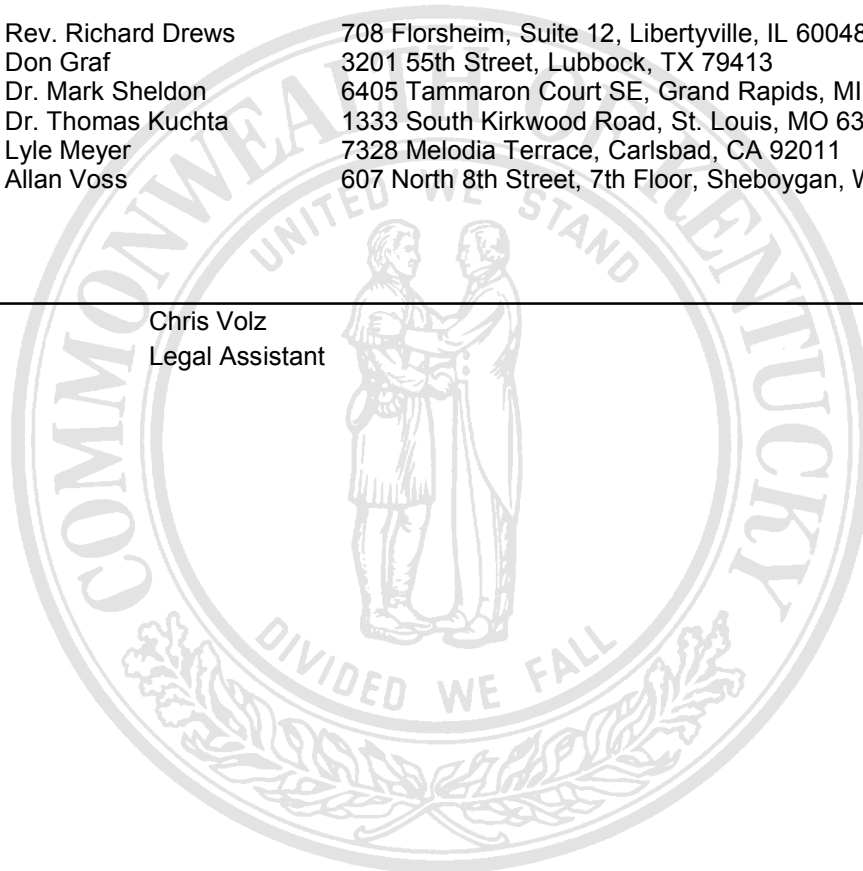 Rev. Richard Drews 708 Florsheim, Suite 12, Libertyville, IL 60048
Don Graf 3201 55th Street, Lubbock, TX 79413
Dr. Mark Sheldon 6405 Tammaron Court SE, Grand Rapids, MI
Dr. Thomas Kuchta 1333 South Kirkwood Road, St. Louis, MO 63
Lyle Meyer 7328 Melodia Terrace, Carlsbad, CA 92011
Allan Voss 607 North 8th Street, 7th Floor, Sheboygan, W
Chris Volz
Legal Assistant
COMMONWEALTH OF KENTUCKY
UNITED WE STAND
DIVIDED WE FALL